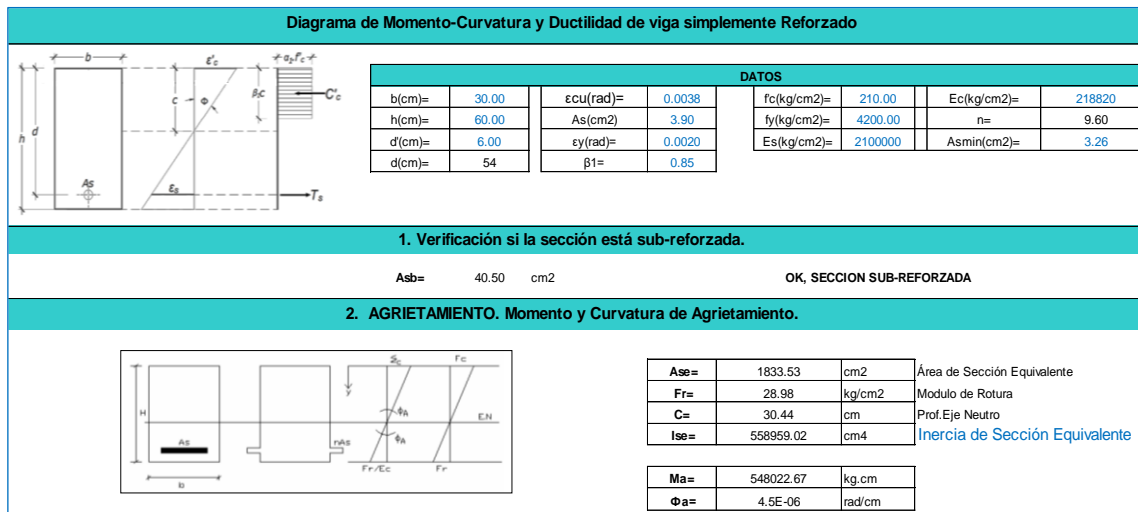 Diagrama de Momento-Curvatura y Ductilidad de viga simplemente Reforzado
b
ε'c
α₂.f'c
c
Φ
β₁c
C'c
h
d
As
εs
Ts
DATOS
b(cm)= 30.00 εcu(rad)= 0.0038 f'c(kg/cm2)= 210.00 Ec(kg/cm2)= 218820
h(cm)= 60.00 As(cm2) 3.90 fy(kg/cm2)= 4200.00 n= 9.60
d'(cm)= 6.00 εy(rad)= 0.0020 Es(kg/cm2)= 2100000 Asmin(cm2)= 3.26
d(cm)= 54 β1= 0.85
1. Verificación si la sección está sub-reforzada.
Asb= 40.50 cm2 OK, SECCION SUB-REFORZADA
2. AGRIETAMIENTO. Momento y Curvatura de Agrietamiento.
Fc
y
H
ΦA
E.N
As
nAs
ΦA
Fr/Ec
Fr
b
Ase= 1833.53 cm2 Área de Sección Equivalente
Fr= 28.98 kg/cm2 Modulo de Rotura
C= 30.44 cm Prof.Eje Neutro
Ise= 558959.02 cm4 Inercia de Sección Equivalente
Ma= 548022.67 kg.cm
Φa= 4.5E-06 rad/cm